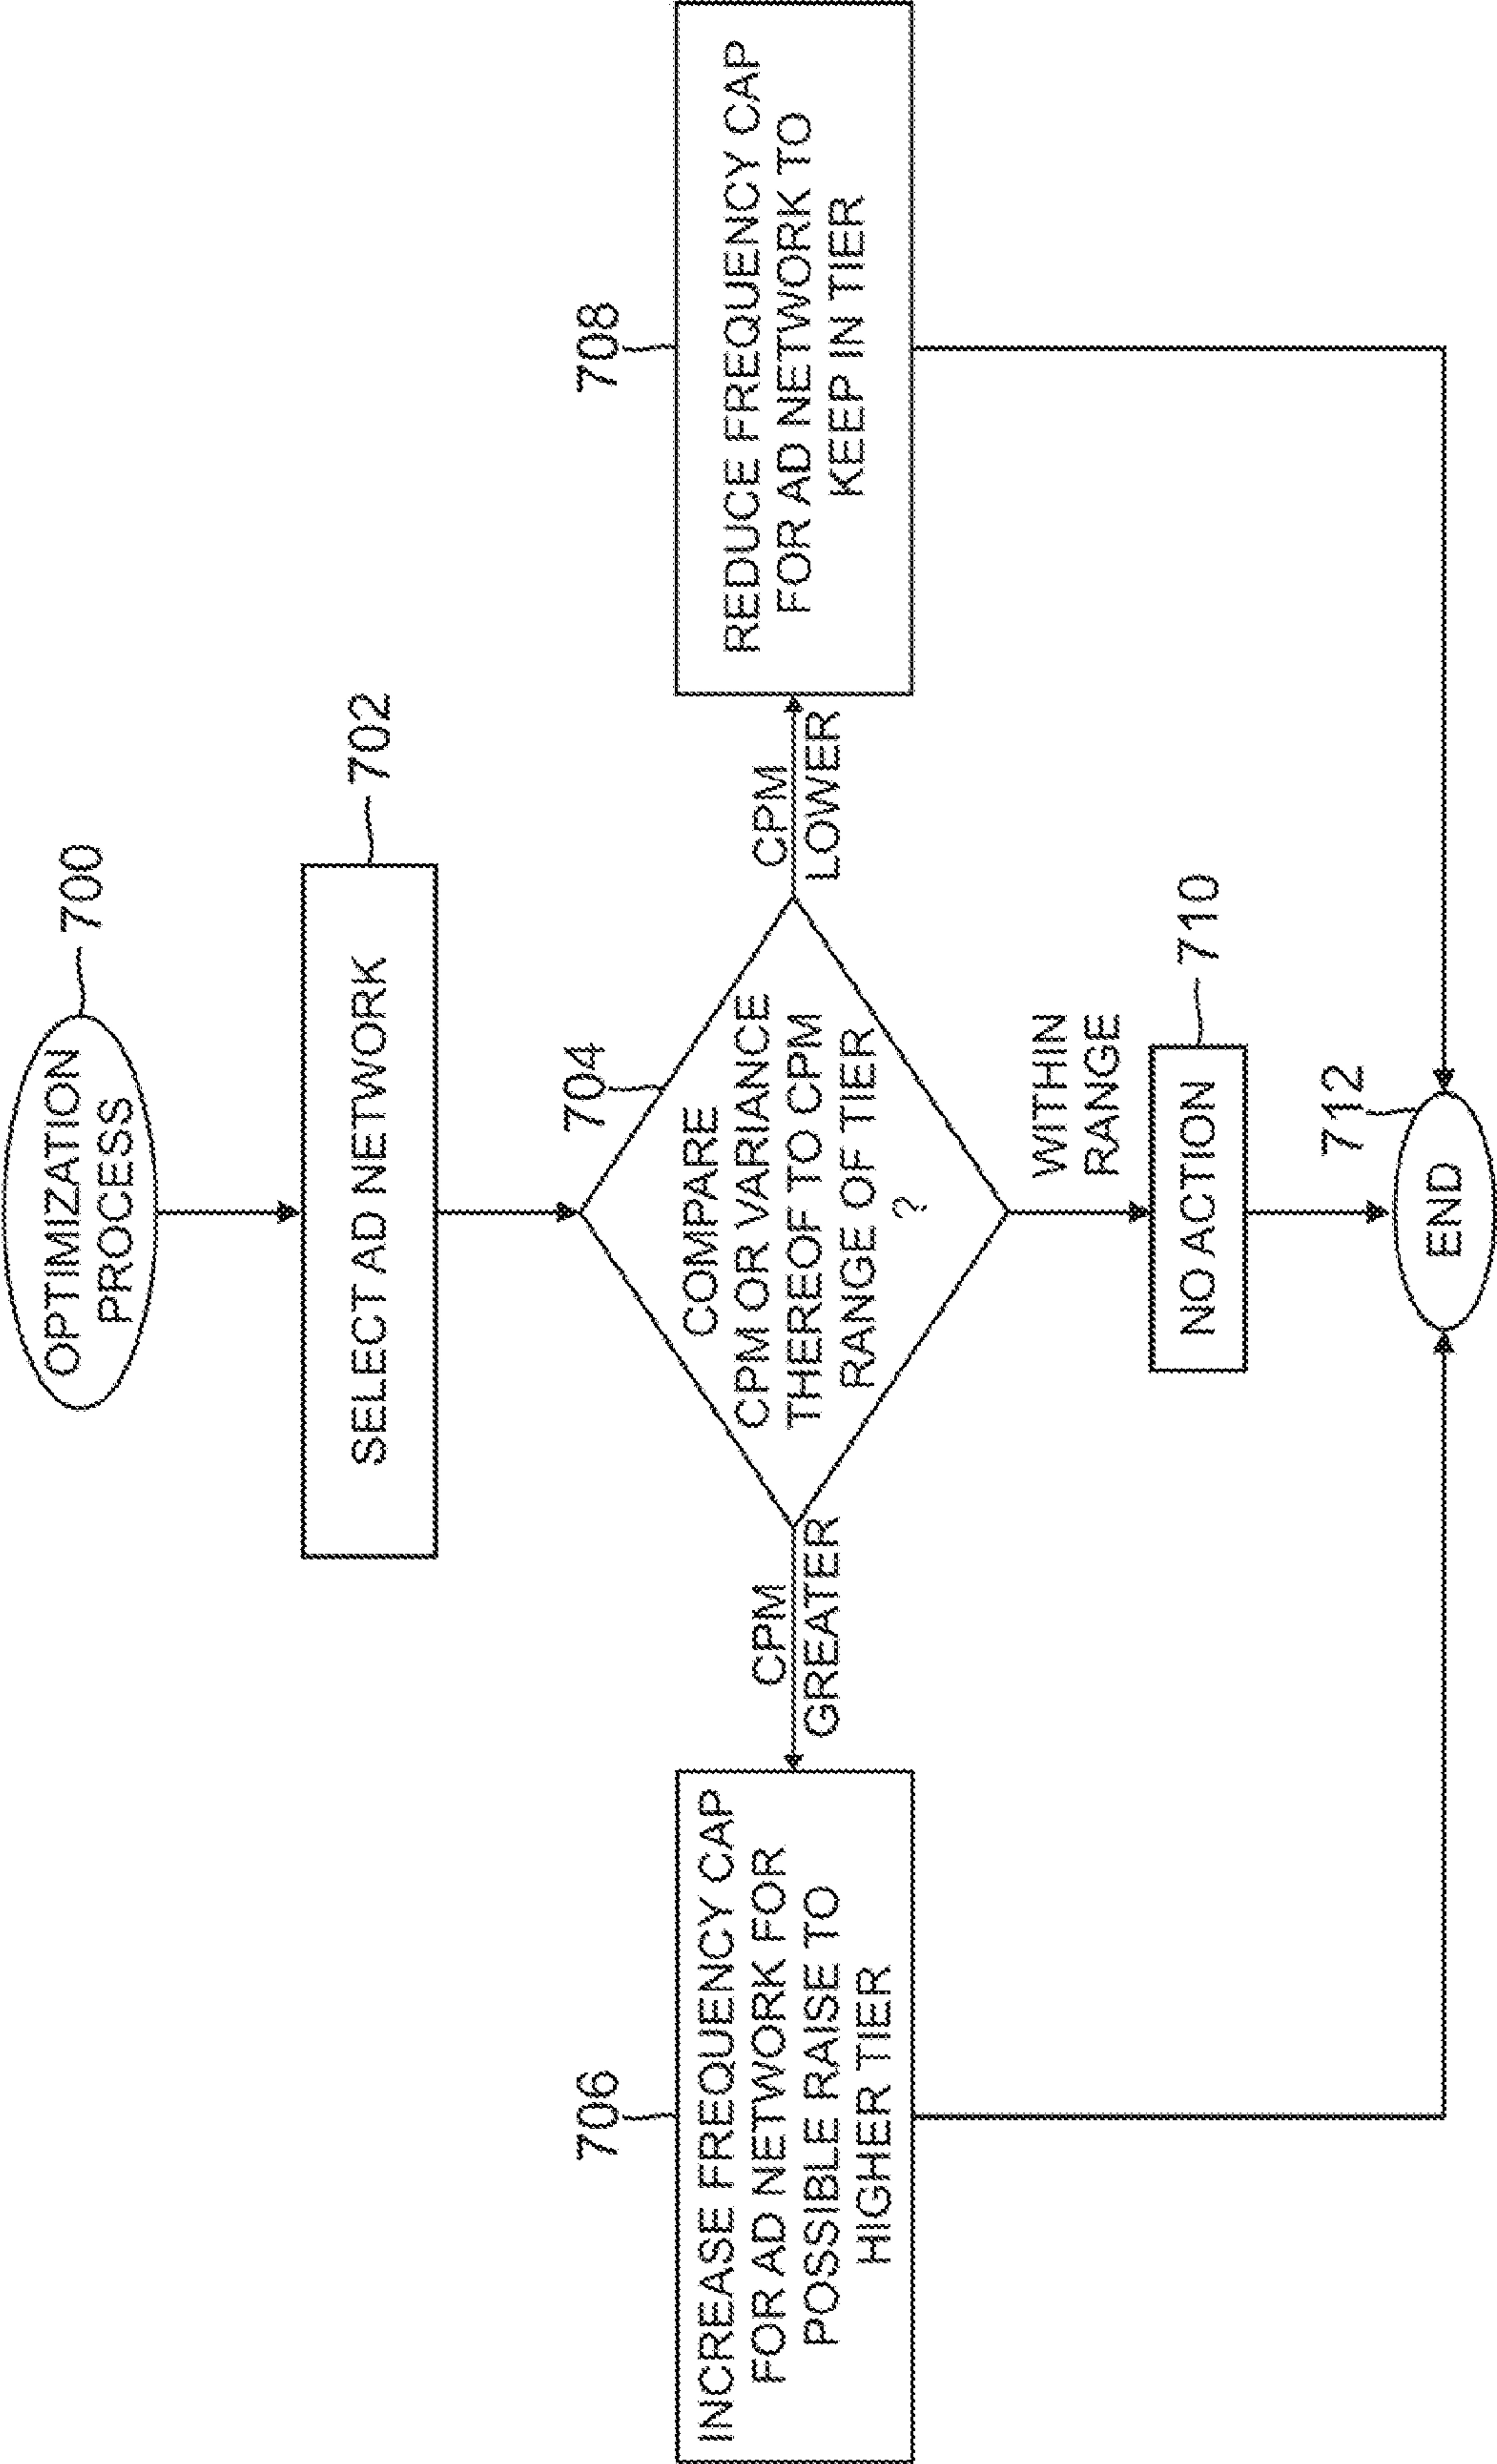 OPTIMIZATION
PROCESS
700
SELECT AD NETWORK
702
704
COMPARE
CPM OR VARIANCE
THEREOF TO CPM
RANGE OF TIER
?
CPM
GREATER
CPM
LOWER
706
INCREASE FREQUENCY CAP
FOR AD NETWORK FOR
POSSIBLE RAISE TO
HIGHER TIER
708
REDUCE FREQUENCY CAP
FOR AD NETWORK TO
KEEP IN TIER
WITHIN
RANGE
NO ACTION
710
712
END